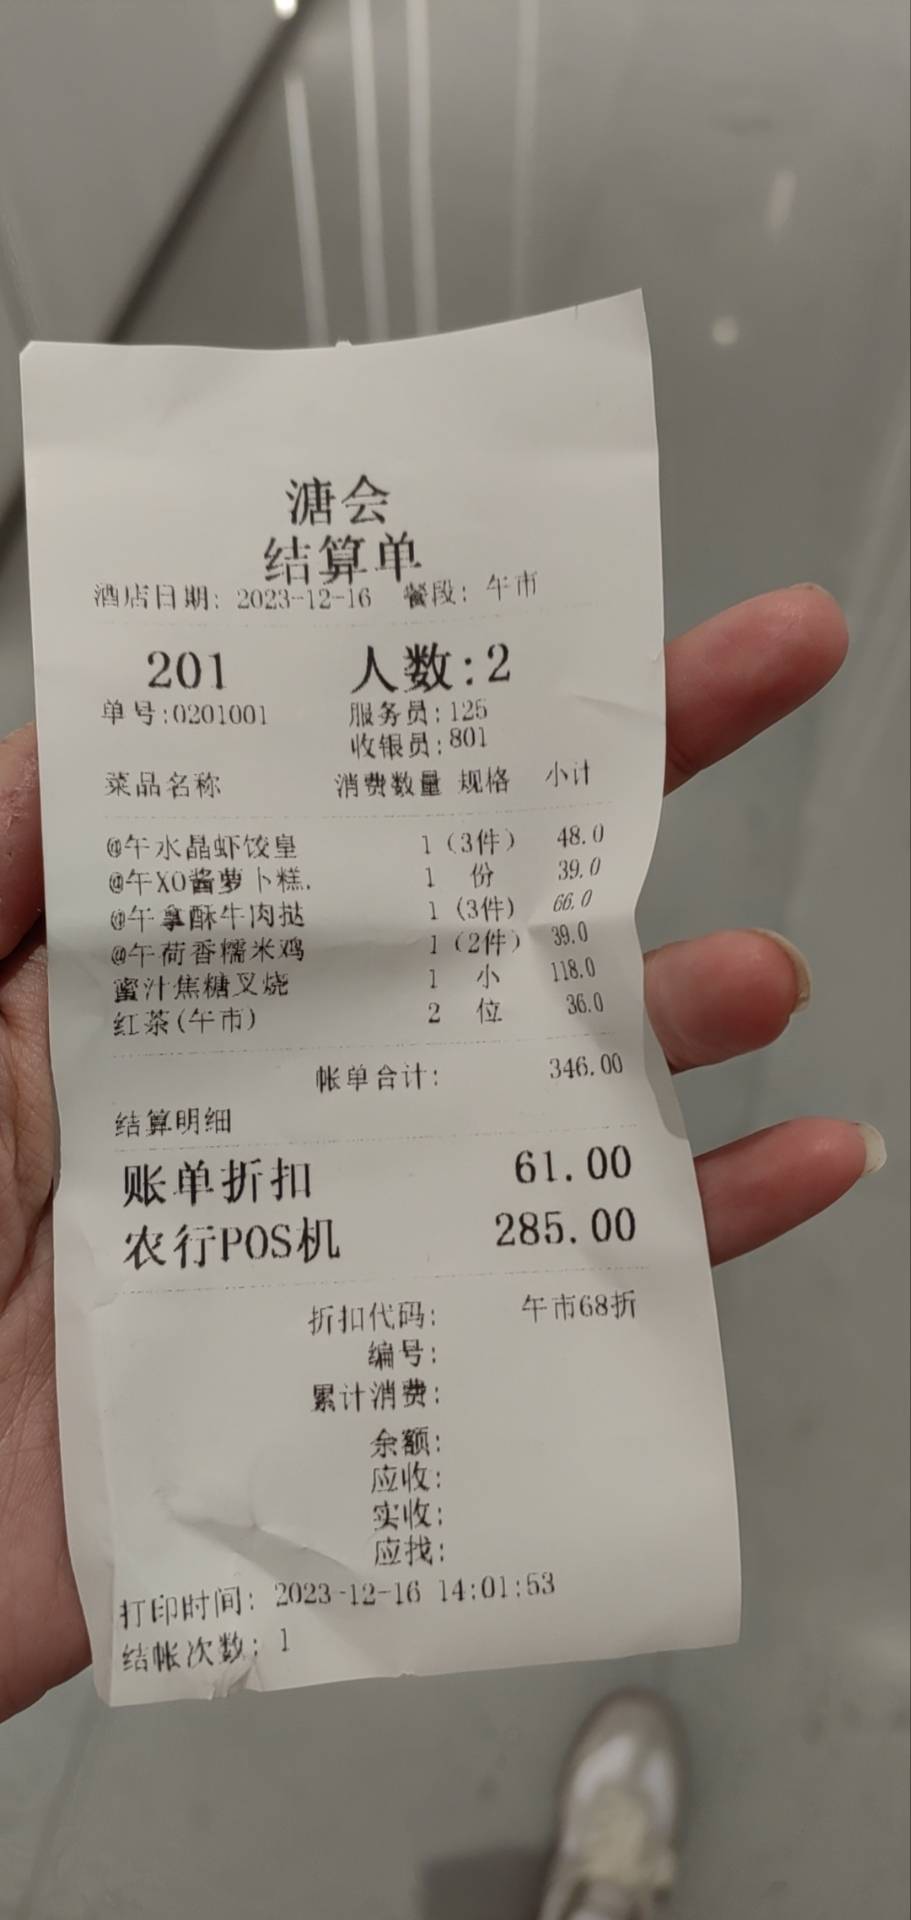 溏会
结算单
酒店日期: 2023-12-16 餐段: 午市
201 人数:2
单号:0201001 服务员:125
收银员:801
菜品名称 消费数量 规格 小计
@午水晶虾饺皇 1 (3件) 48.0
@午XO酱萝卜糕. 1 份 39.0
@午拿酥牛肉挞 1 (3件) 66.0
@午荷香糯米鸡 1 (2件) 39.0
蜜汁焦糖叉烧 1 小 118.0
红茶(午市) 2 位 36.0
帐单合计: 346.00
结算明细
账单折扣 61.00
农行POS机 285.00
折扣代码: 午市68折
编号:
累计消费:
余额:
应收:
实收:
应找:
打印时间: 2023-12-16 14:01:53
结帐次数: 1